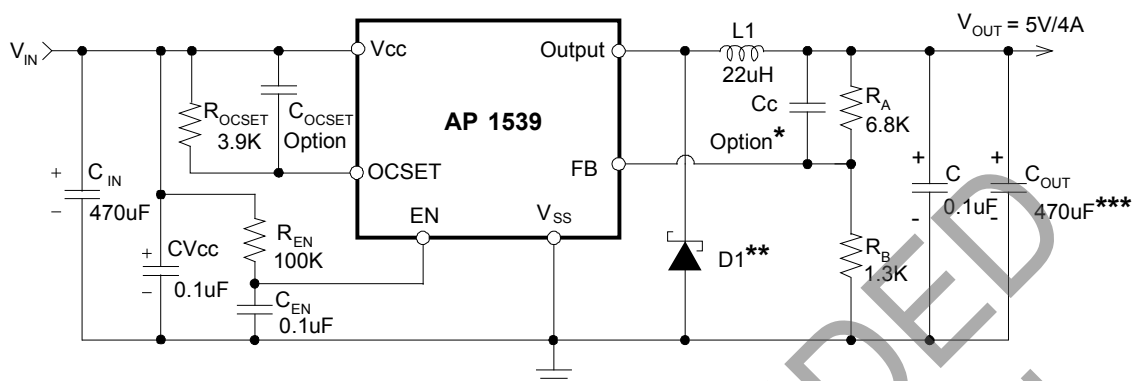 V_IN
Vcc
Output
L1
22uH
V_OUT = 5V/4A
R_OCSET
3.9K
C_OCSET
Option
AP 1539
Cc
Option*
R_A
6.8K
FB
OCSET
EN
V_SS
+
C_IN
470uF
−
+
CVcc
0.1uF
−
R_EN
100K
C_EN
0.1uF
D1**
R_B
1.3K
+
C
0.1uF
-
+
C_OUT
470uF***
-
DED